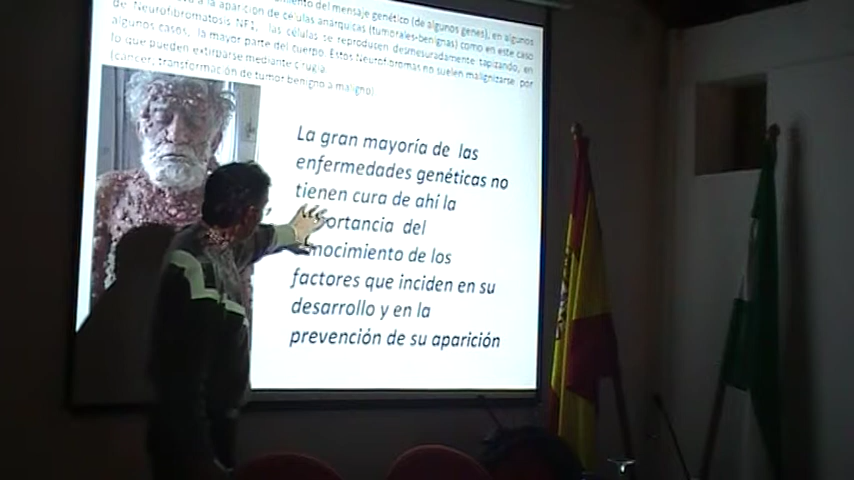 del mensaje genético (de algunos genes), en algunos
a la aparición de células anárquicas (tumorales-benignas) como en este caso
de Neurofibromatosis NF1, las células se reproducen desmesuradamente tapizando, en
algunos casos, la mayor parte del cuerpo. Estos Neurofibromas no suelen malignizarse por
lo que pueden extirparse mediante cirugía.
(cáncer, transformación de tumor benigno a maligno)
La gran mayoría de las
enfermedades genéticas no
tienen cura de ahí la
portancia del
nocimiento de los
factores que inciden en su
desarrollo y en la
prevención de su aparición